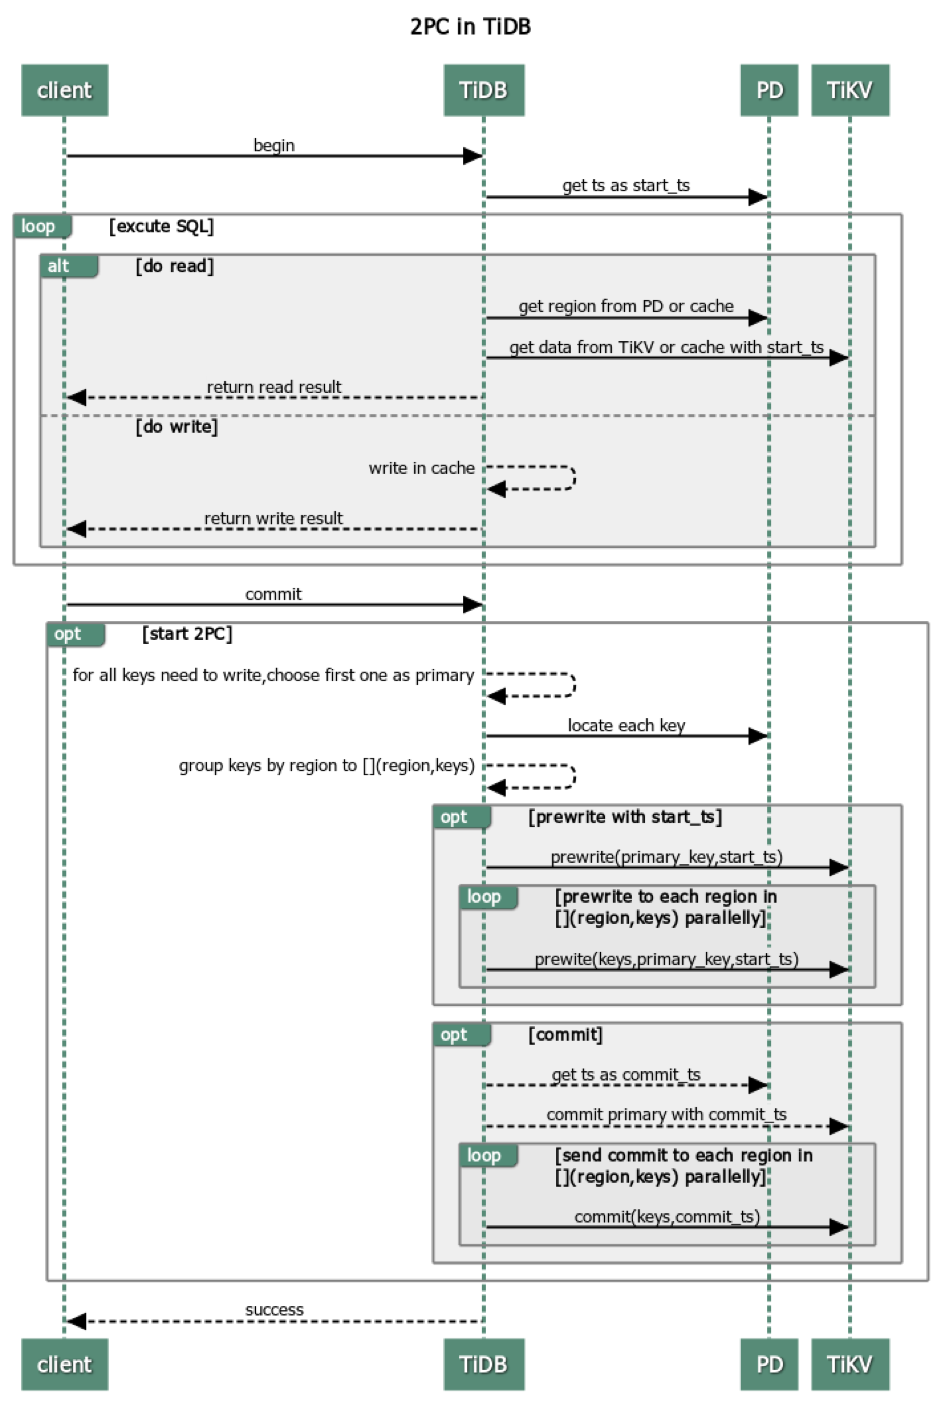 2PC in TiDB
client
TiDB
PD
TiKV
begin
get ts as start_ts
loop
[excute SQL]
alt
[do read]
get region from PD or cache
get data from TiKV or cache with start_ts
return read result
[do write]
write in cache
return write result
commit
opt
[start 2PC]
for all keys need to write,choose first one as primary
locate each key
group keys by region to [](region,keys)
opt
[prewrite with start_ts]
prewrite(primary_key,start_ts)
loop
[prewrite to each region in
[](region,keys) parallelly]
prewite(keys,primary_key,start_ts)
opt
[commit]
get ts as commit_ts
commit primary with commit_ts
loop
[send commit to each region in
[](region,keys) parallelly]
commit(keys,commit_ts)
success
client
TiDB
PD
TiKV